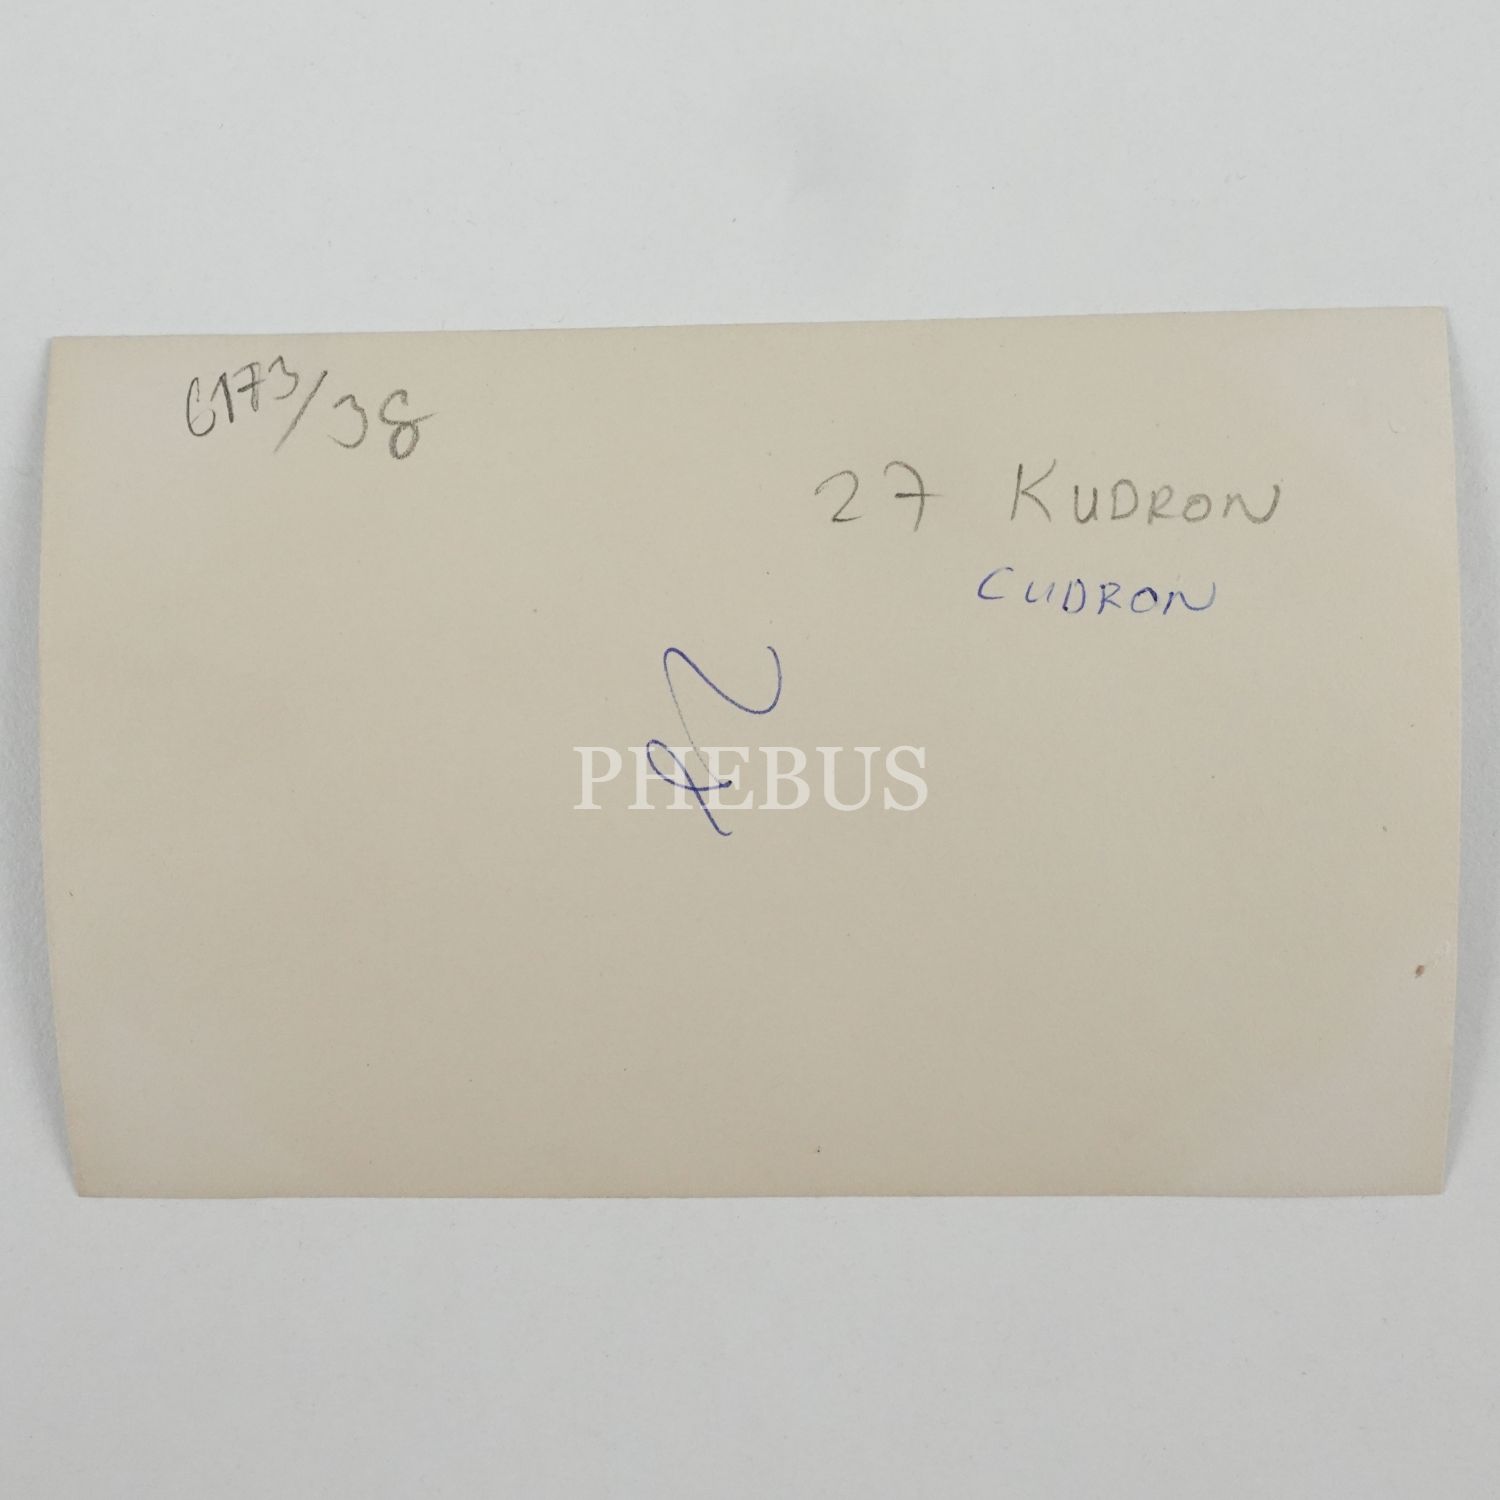 6173/38
27 KUDRON
CUDRON
PHEBUS